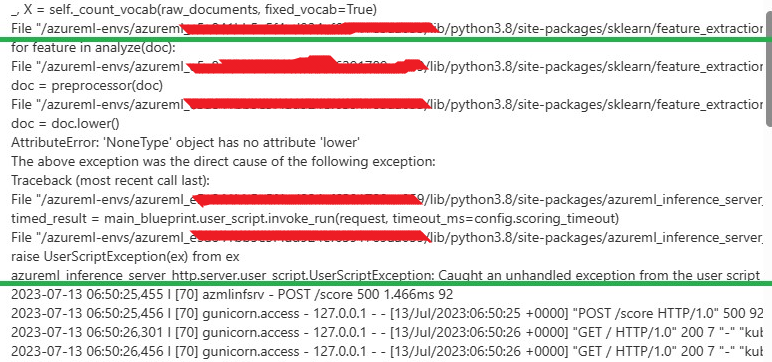 _, X = self._count_vocab(raw_documents, fixed_vocab=True)
File "/azureml-envs/azureml_ /lib/python3.8/site-packages/sklearn/feature_extraction
for feature in analyze(doc):
File "/azureml-envs/azureml_ /lib/python3.8/site-packages/sklearn/feature_extraction
doc = preprocessor(doc)
File "/azureml-envs/azureml_ /lib/python3.8/site-packages/sklearn/feature_extraction
doc = doc.lower()
AttributeError: 'NoneType' object has no attribute 'lower'
The above exception was the direct cause of the following exception:
Traceback (most recent call last):
File "/azureml-envs/azureml_ /lib/python3.8/site-packages/azureml_inference_server_
timed_result = main_blueprint.user_script.invoke_run(request, timeout_ms=config.scoring_timeout)
File "/azureml-envs/azureml_ /lib/python3.8/site-packages/azureml_inference_server_
raise UserScriptException(ex) from ex
azureml_inference_server_http.server.user_script.UserScriptException: Caught an unhandled exception from the user script
2023-07-13 06:50:25,455 I [70] azmlinfsrv - POST /score 500 1.466ms 92
2023-07-13 06:50:25,456 I [70] gunicorn.access - 127.0.0.1 - - [13/Jul/2023:06:50:25 +0000] "POST /score HTTP/1.0" 500 92
2023-07-13 06:50:26,301 I [70] gunicorn.access - 127.0.0.1 - - [13/Jul/2023:06:50:26 +0000] "GET / HTTP/1.0" 200 7 "-" "kub
2023-07-13 06:50:26,456 I [70] gunicorn.access - 127.0.0.1 - - [13/Jul/2023:06:50:26 +0000] "GET / HTTP/1.0" 200 7 "-" "kul